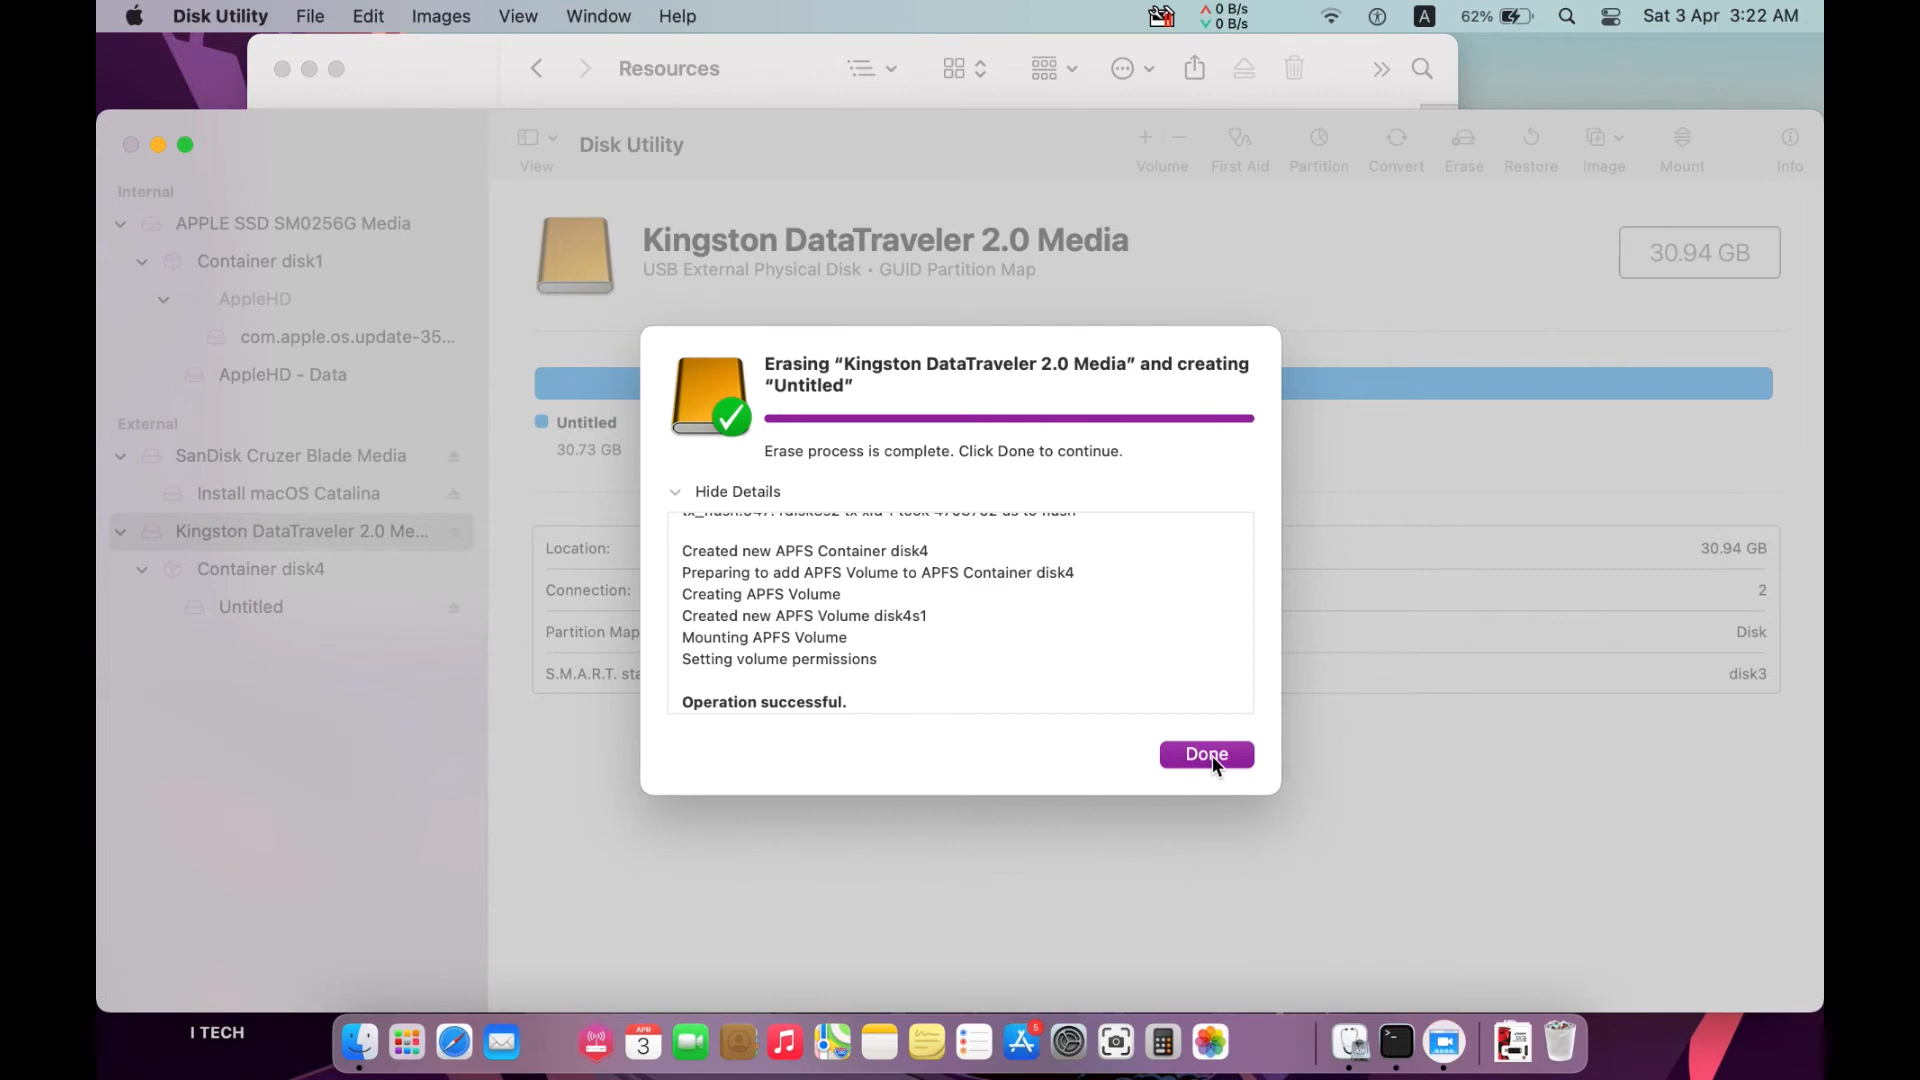 Disk Utility File Edit Images View Window Help
0 B/s
0 B/s
A
62%
Sat 3 Apr 3:22 AM
Resources
View
Disk Utility
Volume
First Aid
Partition
Convert
Erase
Restore
Image
Mount
Info
Internal
APPLE SSD SM0256G Media
Container disk1
AppleHD
com.apple.os.update-35...
AppleHD - Data
External
SanDisk Cruzer Blade Media
Install macOS Catalina
Kingston DataTraveler 2.0 Me...
Container disk4
Untitled
Kingston DataTraveler 2.0 Media
USB External Physical Disk • GUID Partition Map
30.94 GB
Untitled
30.73 GB
Location:
30.94 GB
Connection:
2
Partition Map
Disk
S.M.A.R.T. sta
disk3
Erasing “Kingston DataTraveler 2.0 Media” and creating
“Untitled”
Erase process is complete. Click Done to continue.
Hide Details
Created new APFS Container disk4
Preparing to add APFS Volume to APFS Container disk4
Creating APFS Volume
Created new APFS Volume disk4s1
Mounting APFS Volume
Setting volume permissions
Operation successful.
Done
I TECH
APR
3
5